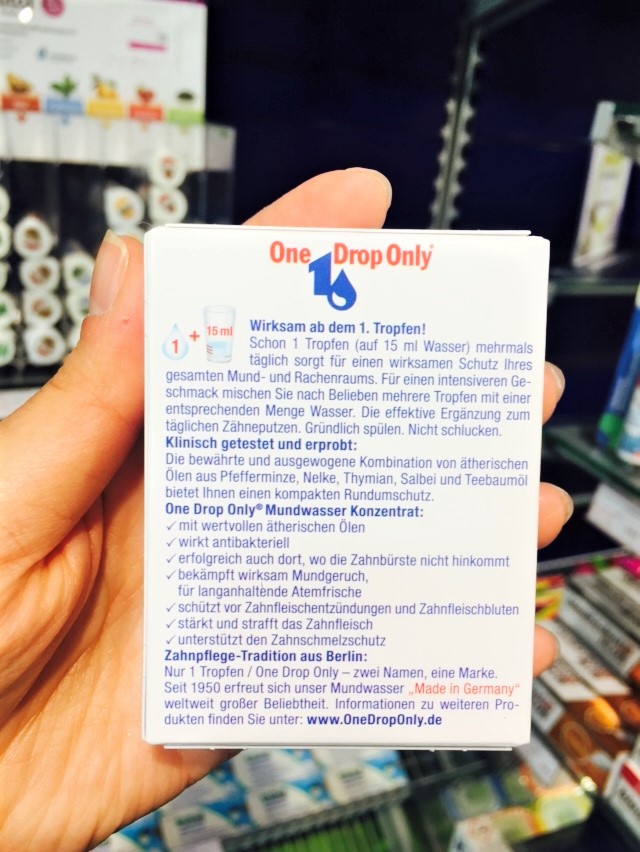 One Drop Only®
1
1 + 15 ml
Wirksam ab dem 1. Tropfen!
Schon 1 Tropfen (auf 15 ml Wasser) mehrmals
täglich sorgt für einen wirksamen Schutz Ihres
gesamten Mund- und Rachenraums. Für einen intensiveren Ge-
schmack mischen Sie nach Belieben mehrere Tropfen mit einer
entsprechenden Menge Wasser. Die effektive Ergänzung zum
täglichen Zähneputzen. Gründlich spülen. Nicht schlucken.
Klinisch getestet und erprobt:
Die bewährte und ausgewogene Kombination von ätherischen
Ölen aus Pfefferminze, Nelke, Thymian, Salbei und Teebaumöl
bietet Ihnen einen kompakten Rundumschutz.
One Drop Only® Mundwasser Konzentrat:
✓ mit wertvollen ätherischen Ölen
✓ wirkt antibakteriell
✓ erfolgreich auch dort, wo die Zahnbürste nicht hinkommt
✓ bekämpft wirksam Mundgeruch,
für langanhaltende Atemfrische
✓ schützt vor Zahnfleischentzündungen und Zahnfleischbluten
✓ stärkt und strafft das Zahnfleisch
✓ unterstützt den Zahnschmelzschutz
Zahnpflege-Tradition aus Berlin:
Nur 1 Tropfen / One Drop Only – zwei Namen, eine Marke.
Seit 1950 erfreut sich unser Mundwasser „Made in Germany“
weltweit großer Beliebtheit. Informationen zu weiteren Pro-
dukten finden Sie unter: www.OneDropOnly.de